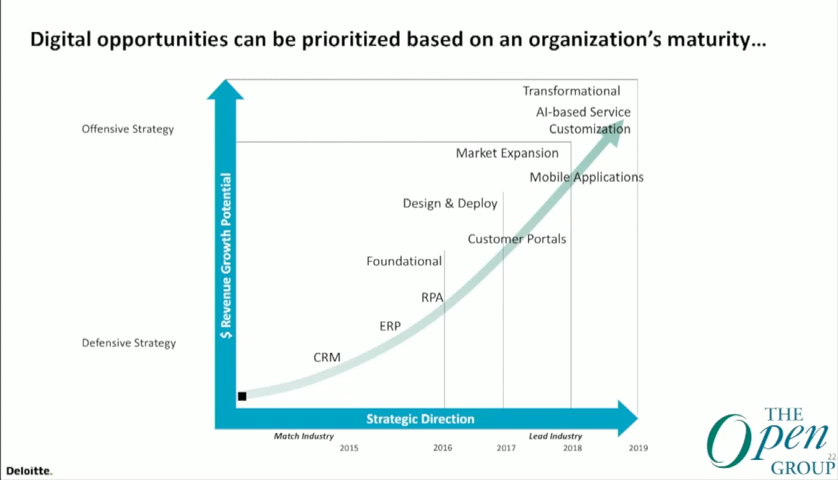 Digital opportunities can be prioritized based on an organization's maturity...
Transformational
AI-based Service
Customization
Offensive Strategy
Market Expansion
Mobile Applications
Design & Deploy
Customer Portals
Foundational
RPA
ERP
CRM
Defensive Strategy
$ Revenue Growth Potential
Strategic Direction
Match Industry
Lead Industry
2015
2016
2017
2018
2019
Deloitte.
THE
Open
GROUP
22